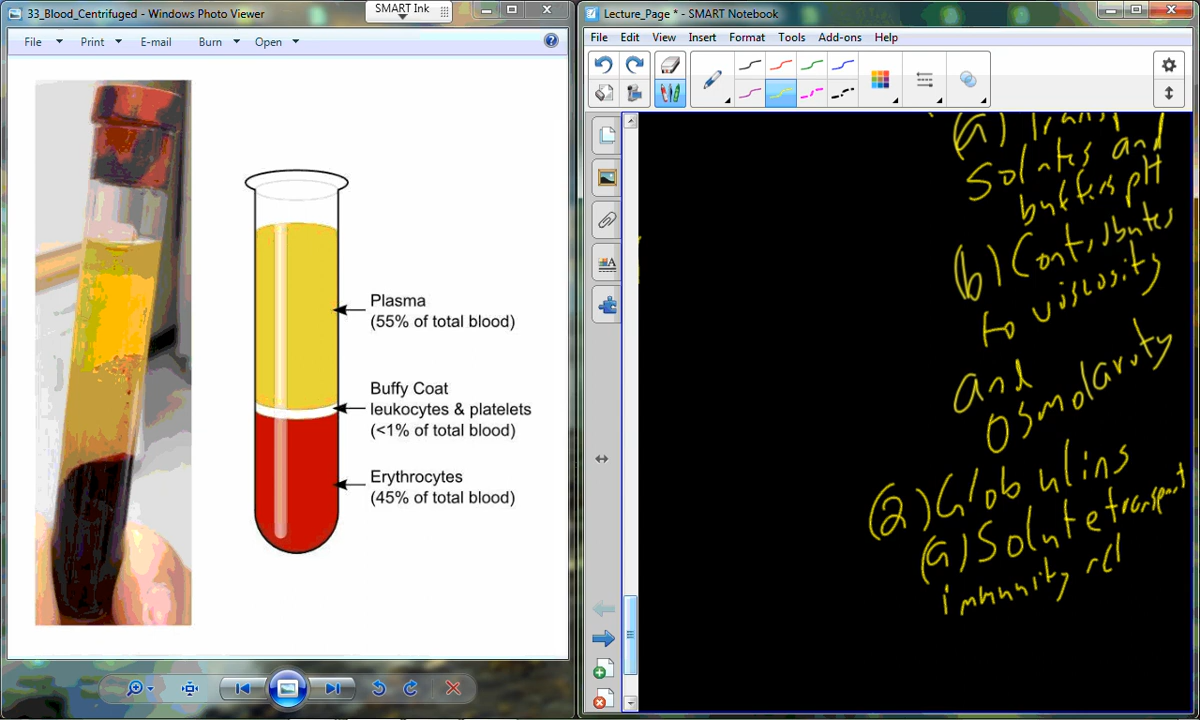 33_Blood_Centrifuged - Windows Photo Viewer
SMART Ink
File Print E-mail Burn Open
Plasma
(55% of total blood)
Buffy Coat
leukocytes & platelets
(<1% of total blood)
Erythrocytes
(45% of total blood)
Lecture_Page * - SMART Notebook
File Edit View Insert Format Tools Add-ons Help
(a) Transp
Solutes and
buffers pH
(b) Contributes
to viscosity
and
Osmolarity
(2) Globulins
(a) Solute transport
immunity